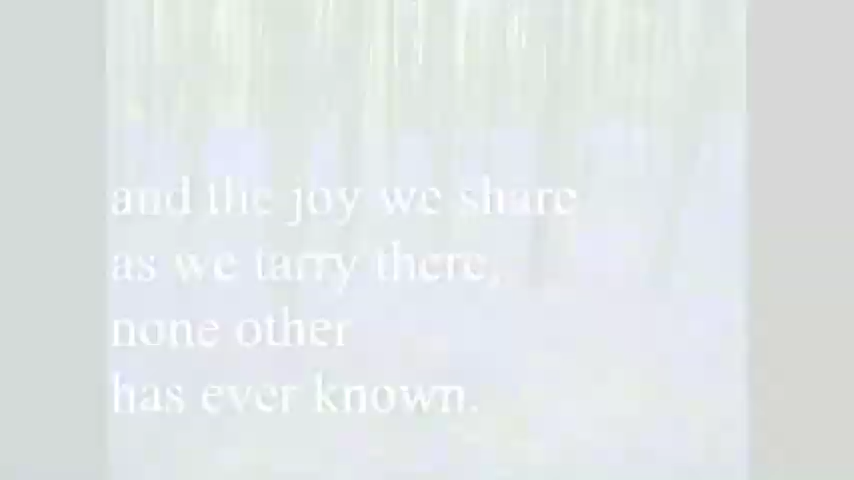 and the joy we share
as we tarry there,
none other
has ever known.